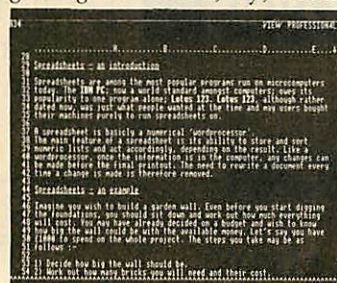 34 VIEW PROFESSIONAL
...............A.........B.........C.........D.........E...4
Spreadsheets : an introduction
Spreadsheets are among the most popular programs run on microcomputers
today. The IBM PC: now a world standard amongst computers; owes its
popularity to one program alone; Lotus 123. Lotus 123, although rather
dated now, was just what people wanted at the time and may users bought
their machines purely to run spreadsheets on.
A spreadsheet is basicly a numerical 'wordprocessor'.
The main feature of a spreadsheet is its ability to store and sort
numeric lists and act accordingly, depending on the result. Like a
wordprocessor, once the information is in the computer, any changes can
be made before the final printing. The need to rewrite a document every
time a change is made is therefore removed.
Spreadsheets : an example
Imagine you wish to build a garden wall. Even before you start digging
the foundations, you should sit down and work out how much everything
will cost. You may have already decided on a budget and wish to know
how big the wall could be with the available money. Let's say you have
to spend on the whole project. The steps you take may be as
follows :-
1) Decide how big the wall should be.
2) Work out how many bricks you will need and their cost.